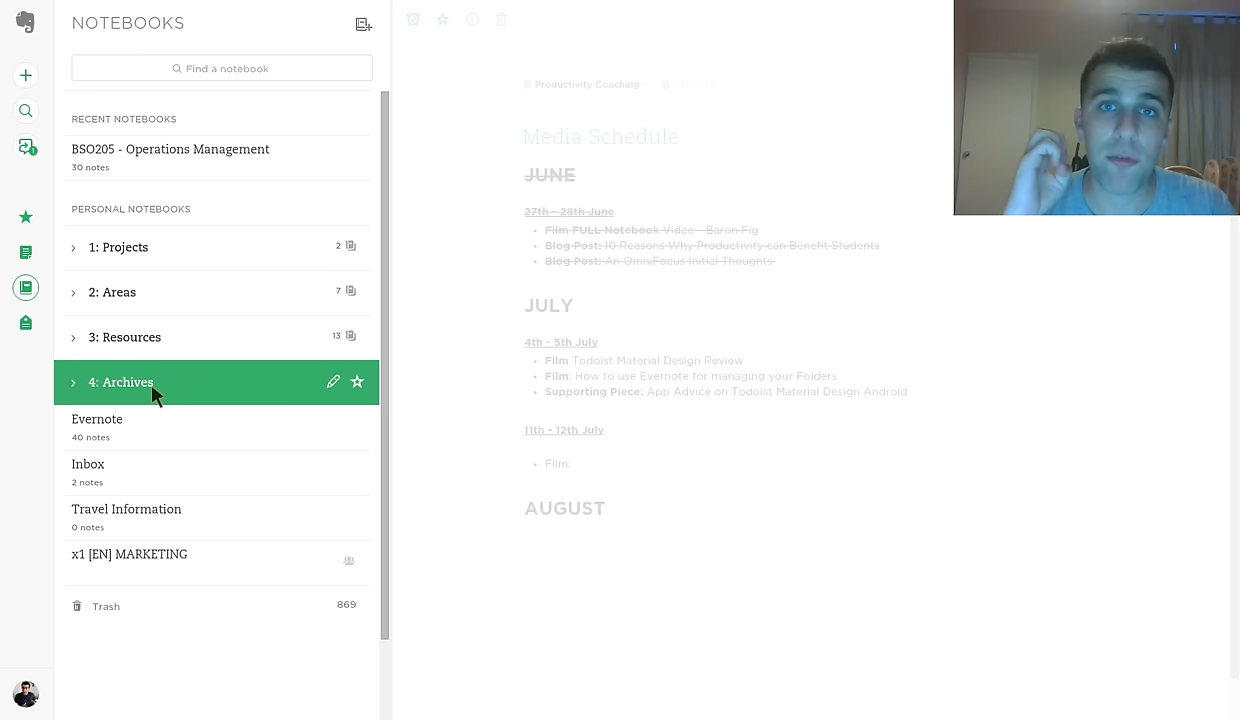 NOTEBOOKS
Find a notebook
RECENT NOTEBOOKS
BSO205 - Operations Management
30 notes
PERSONAL NOTEBOOKS
1: Projects
2
2: Areas
7
3: Resources
13
4: Archives
Evernote
40 notes
Inbox
2 notes
Travel Information
0 notes
x1 [EN] MARKETING
Trash
869
1
Productivity Coaching
Media Schedule
JUNE
27th - 28th June
Film FULL Notebook Video - Baron Fig
Blog Post: 10 Reasons Why Productivity can Benefit Students
Blog Post: An OmniFocus Initial Thoughts
JULY
4th - 5th July
Film Todoist Material Design Review
Film: How to use Evernote for managing your Folders
Supporting Piece: App Advice on Todoist Material Design Android
11th - 12th July
Film:
AUGUST